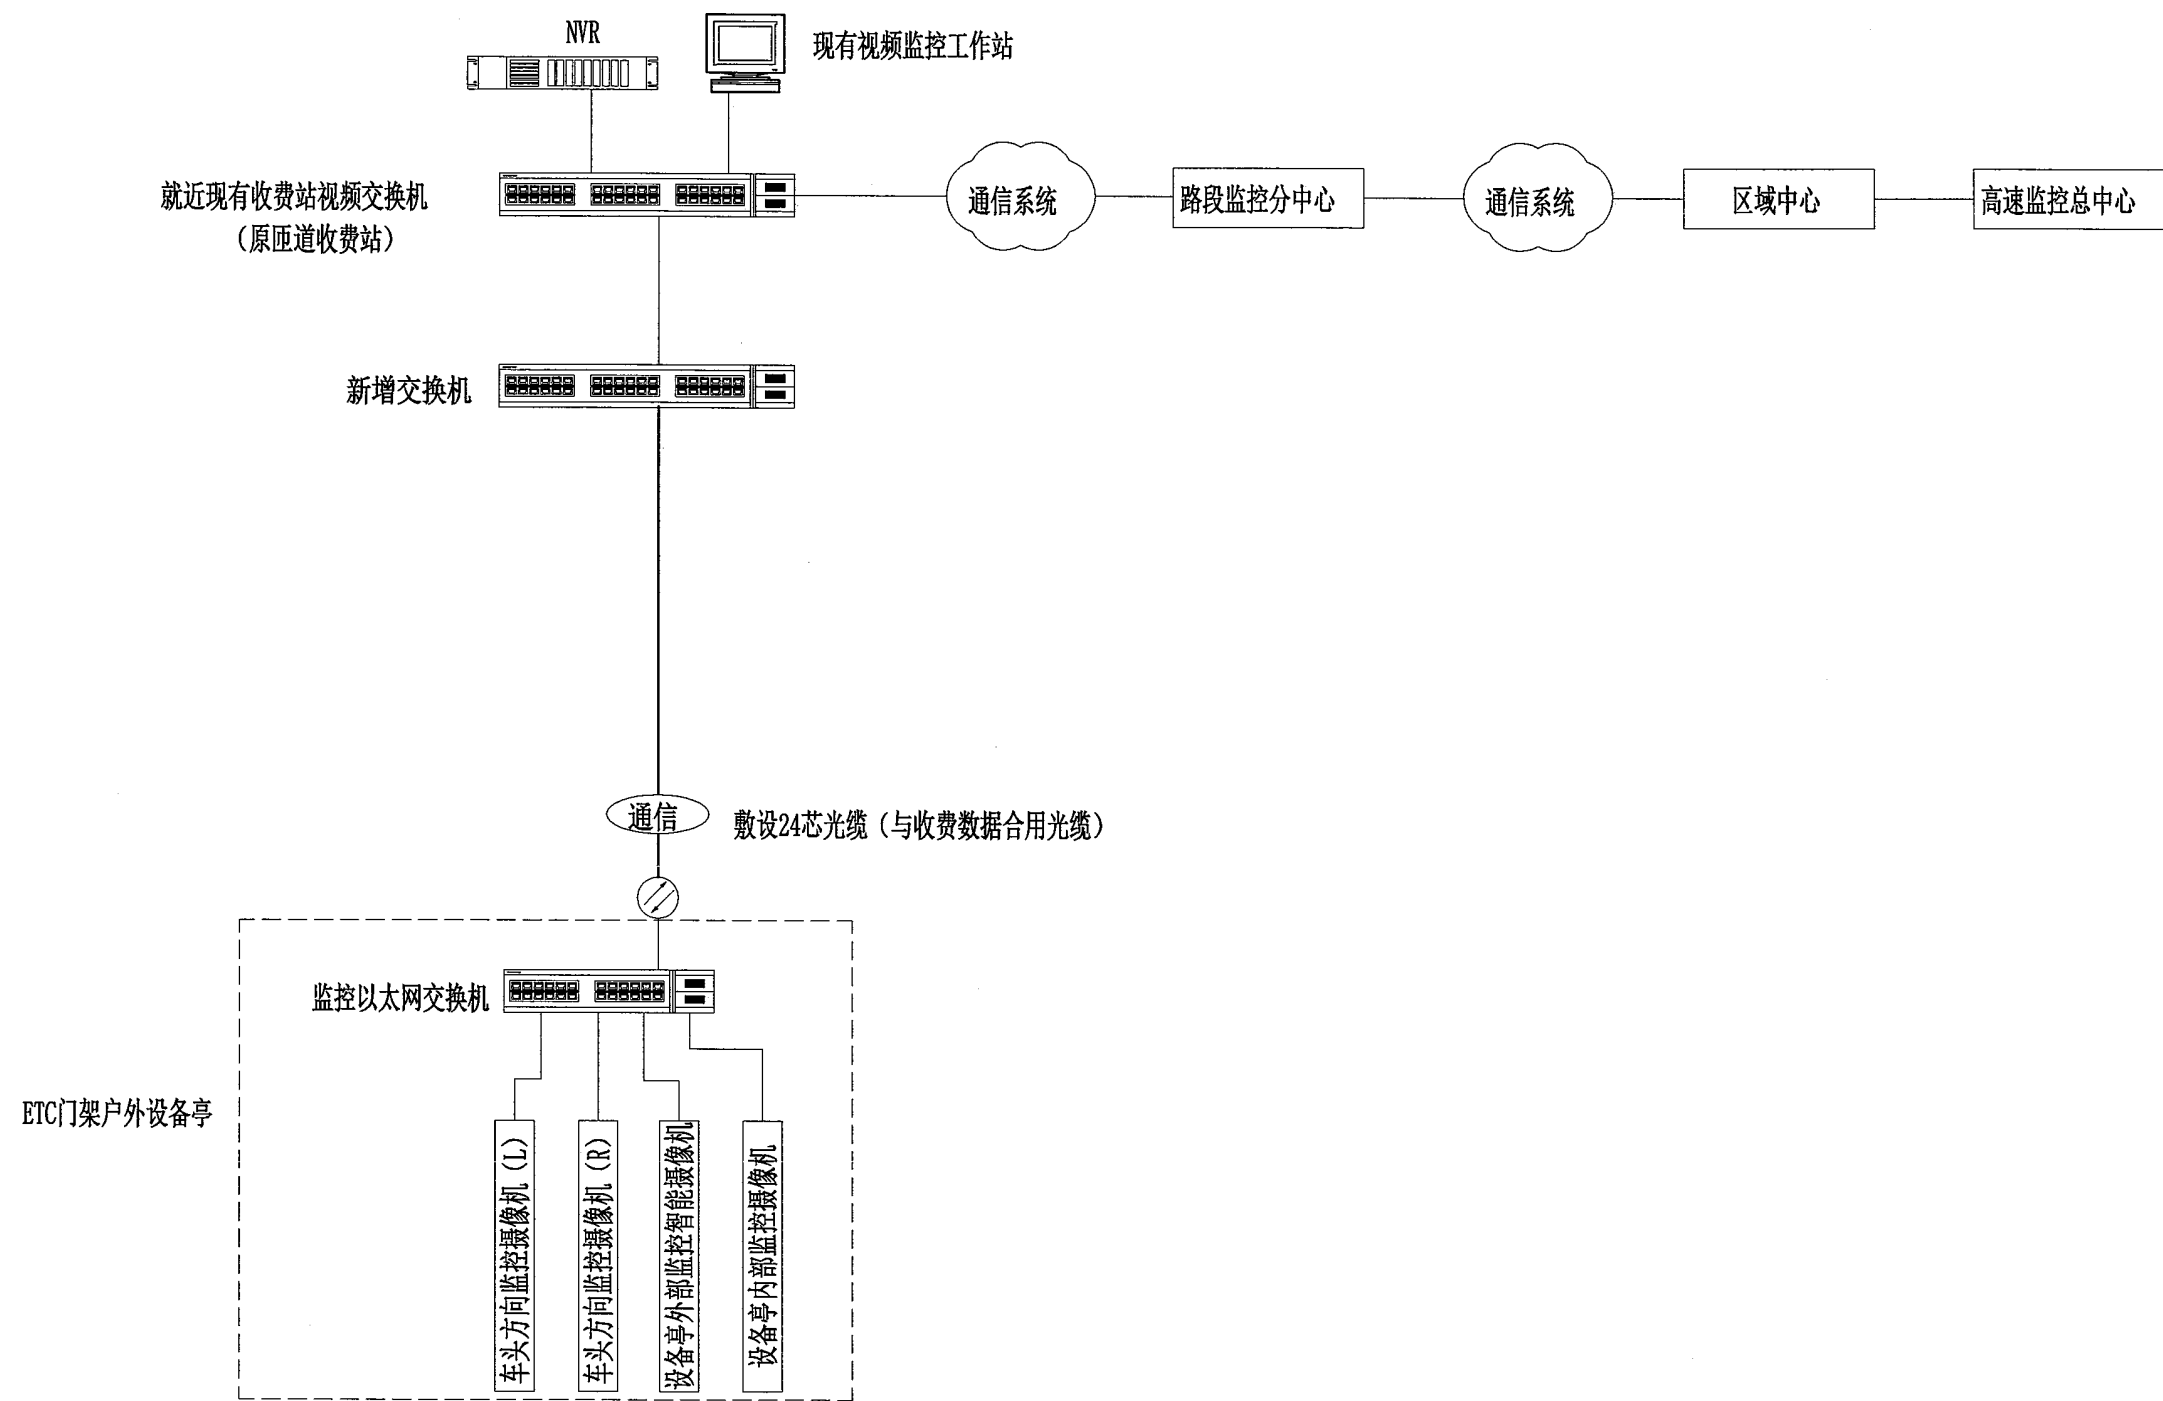 NVR
现有视频监控工作站
就近现有收费站视频交换机
（原匝道收费站）
通信系统
路段监控分中心
通信系统
区域中心
高速监控总中心
新增交换机
通信
敷设24芯光缆（与收费数据合用光缆）
监控以太网交换机
ETC门架户外设备亭
车头方向监控摄像机（L）
车头方向监控摄像机（R）
设备亭外部监控智能摄像机
设备亭内部监控摄像机